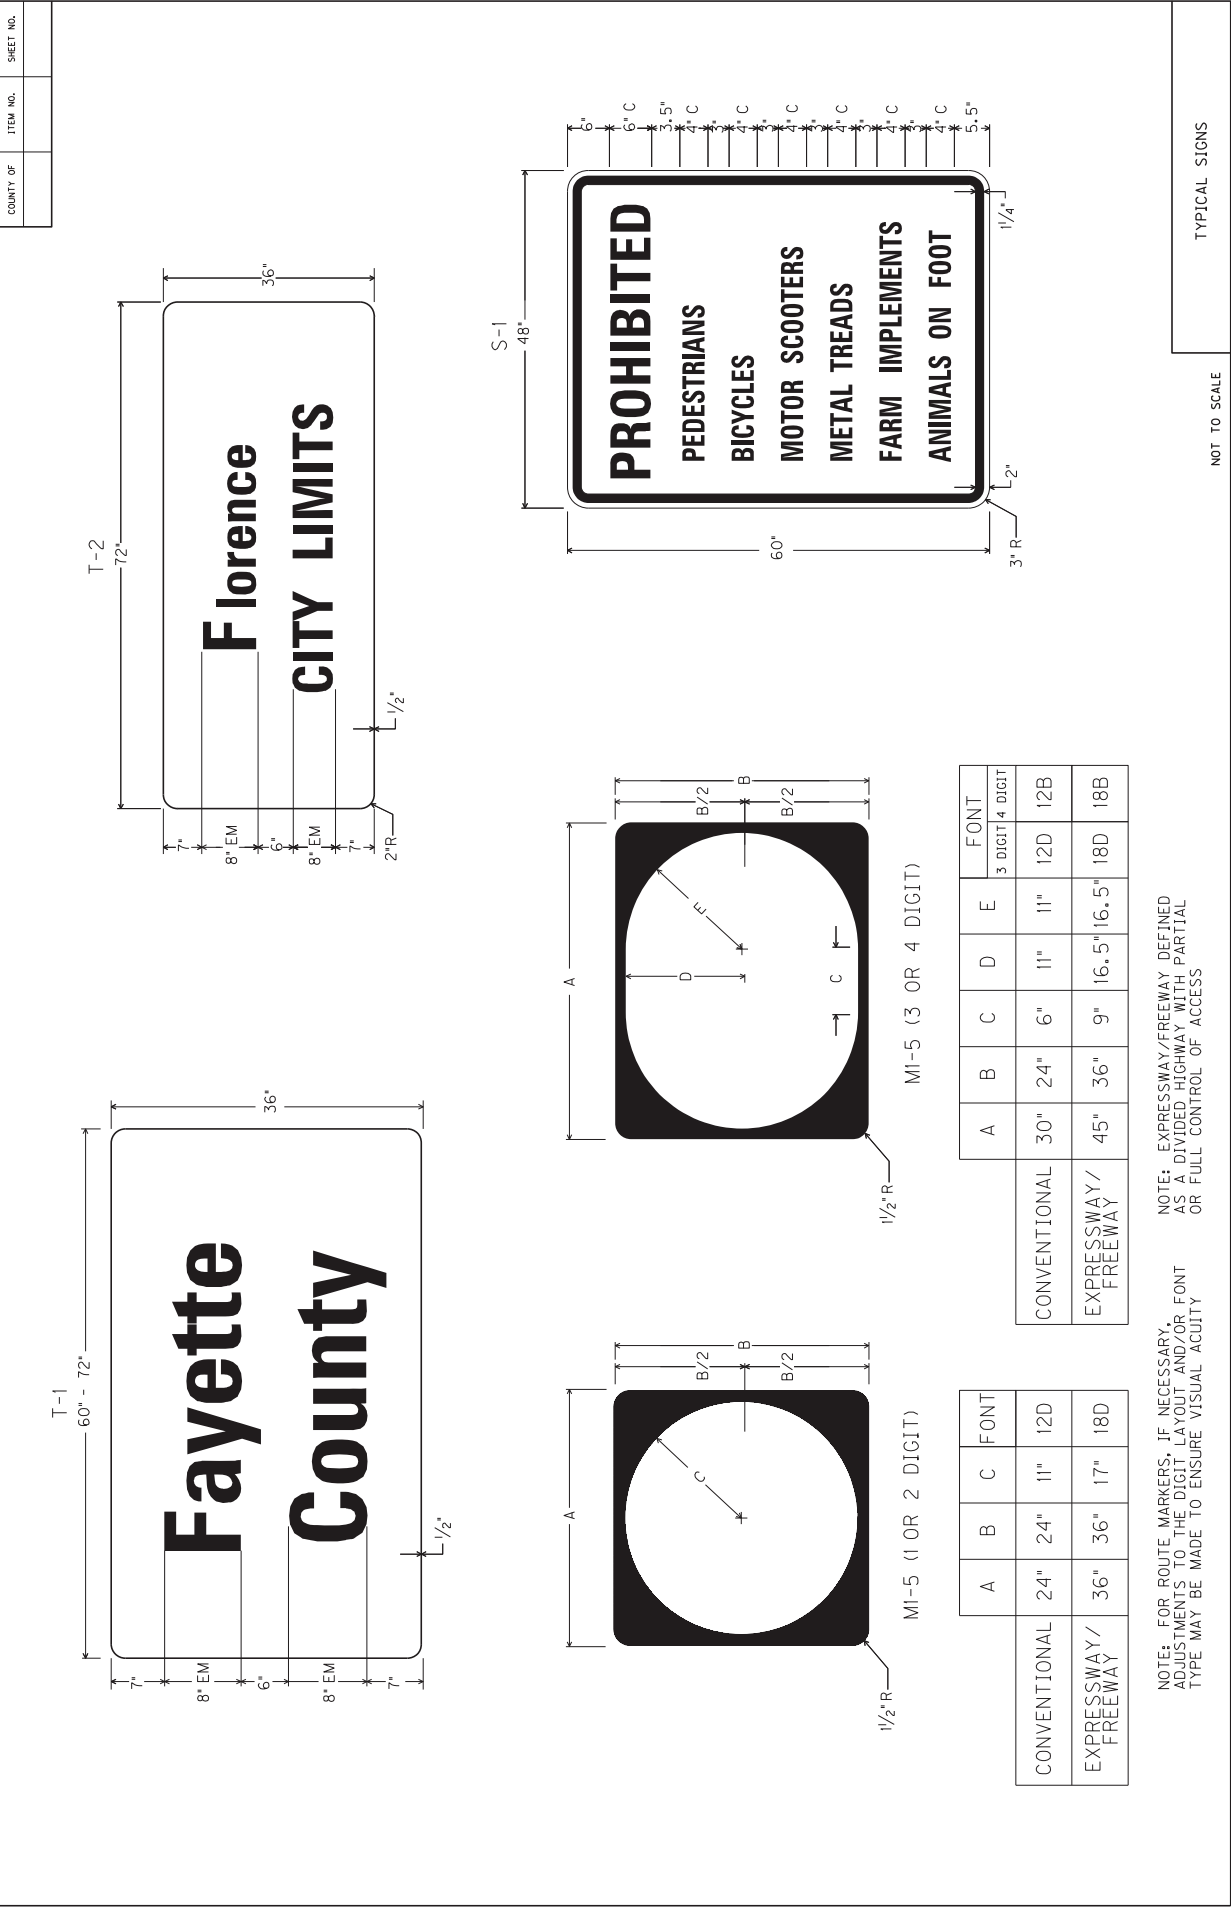 COUNTY OF ITEM NO. SHEET NO.
T-1
60" - 72"
36"
7"
8" EM
6"
8" EM
7"
Fayette
County
1/2"
T-2
72"
36"
7"
8" EM
6"
8" EM
7"
Florence
CITY LIMITS
2"R
1/2"
S-1
48"
60"
PROHIBITED
PEDESTRIANS
BICYCLES
MOTOR SCOOTERS
METAL TREADS
FARM IMPLEMENTS
ANIMALS ON FOOT
6"
6" C
3.5"
4" C
3"
4" C
3"
4" C
3"
4" C
3"
4" C
3"
4" C
5.5"
3" R
2"
1 1/4"
A
B/2
B
B/2
C
1 1/2" R
M1-5 (1 OR 2 DIGIT)
A
B/2
B
B/2
D
E
C
1 1/2" R
M1-5 (3 OR 4 DIGIT)
A B C FONT
CONVENTIONAL 24" 24" 11" 12D
EXPRESSWAY/
FREEWAY 36" 36" 17" 18D
FONT
A B C D E 3 DIGIT 4 DIGIT
CONVENTIONAL 30" 24" 6" 11" 11" 12D 12B
EXPRESSWAY/
FREEWAY 45" 36" 9" 16.5" 16.5" 18D 18B
NOTE: FOR ROUTE MARKERS, IF NECESSARY,
ADJUSTMENTS TO THE DIGIT LAYOUT AND/OR FONT
TYPE MAY BE MADE TO ENSURE VISUAL ACUITY
NOTE: EXPRESSWAY/FREEWAY DEFINED
AS A DIVIDED HIGHWAY WITH PARTIAL
OR FULL CONTROL OF ACCESS
NOT TO SCALE
TYPICAL SIGNS